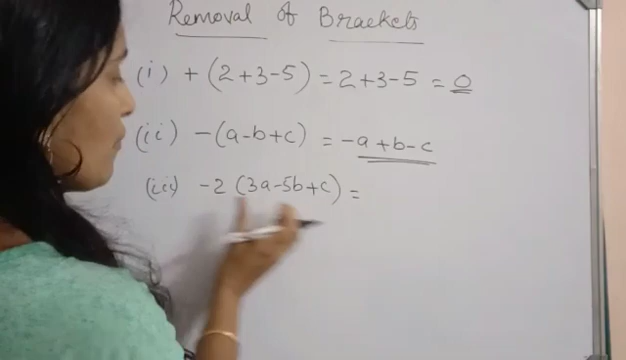 Removal of Brackets
(i) + (2+3-5) = 2+3-5 = 0
(ii) -(a-b+c) = -a+b-c
(iii) -2 (3a-5b+c) =